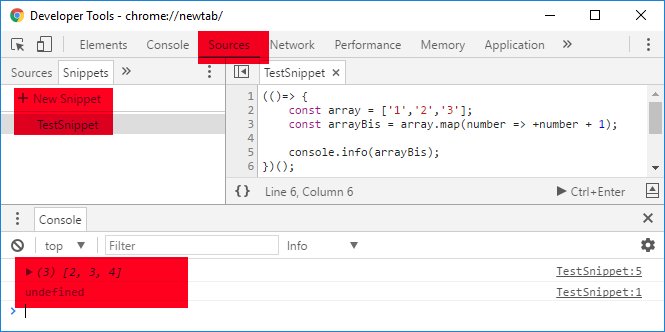 Developer Tools - chrome://newtab/
Elements Console Sources Network Performance Memory Application »
Sources Snippets »
TestSnippet ×
+ New Snippet
TestSnippet
1 (()=> {
2 const array = ['1','2','3'];
3 const arrayBis = array.map(number => +number + 1);
4
5 console.info(arrayBis);
6 })();
{} Line 6, Column 6 ▶ Ctrl+Enter
Console
top ▼ Filter Info ▼
▶ (3) [2, 3, 4] TestSnippet:5
undefined TestSnippet:1
>